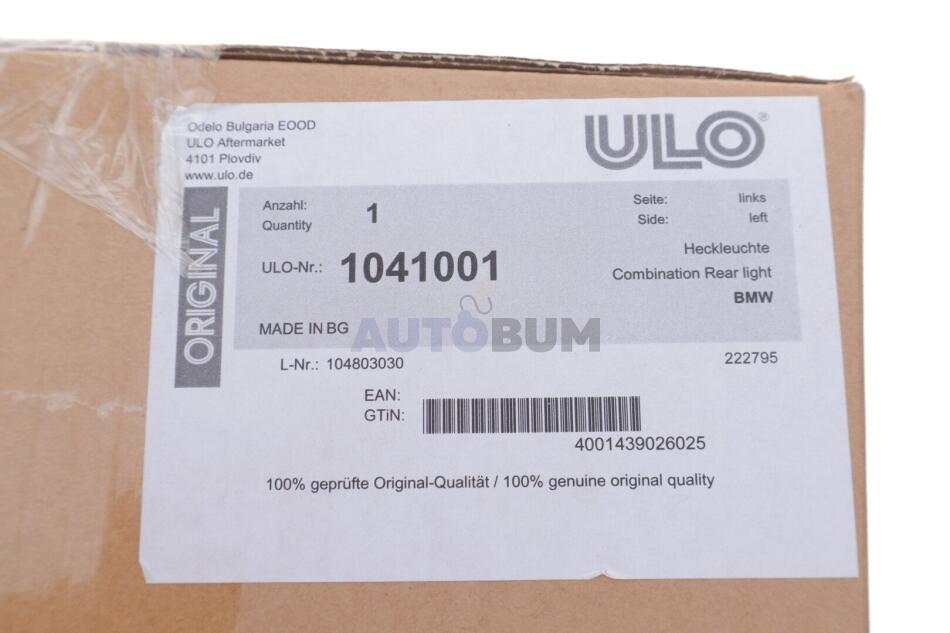 Odelo Bulgaria EOOD
ULO Aftermarket
4101 Plovdiv
www.ulo.de
ULO®
ORIGINAL
Anzahl: 1
Quantity
Seite: links
Side: left
ULO-Nr.: 1041001
Heckleuchte
Combination Rear light
BMW
MADE IN BG
AUTOBUM
L-Nr.: 104803030
222795
EAN:
GTiN:
4001439026025
100% geprüfte Original-Qualität / 100% genuine original quality